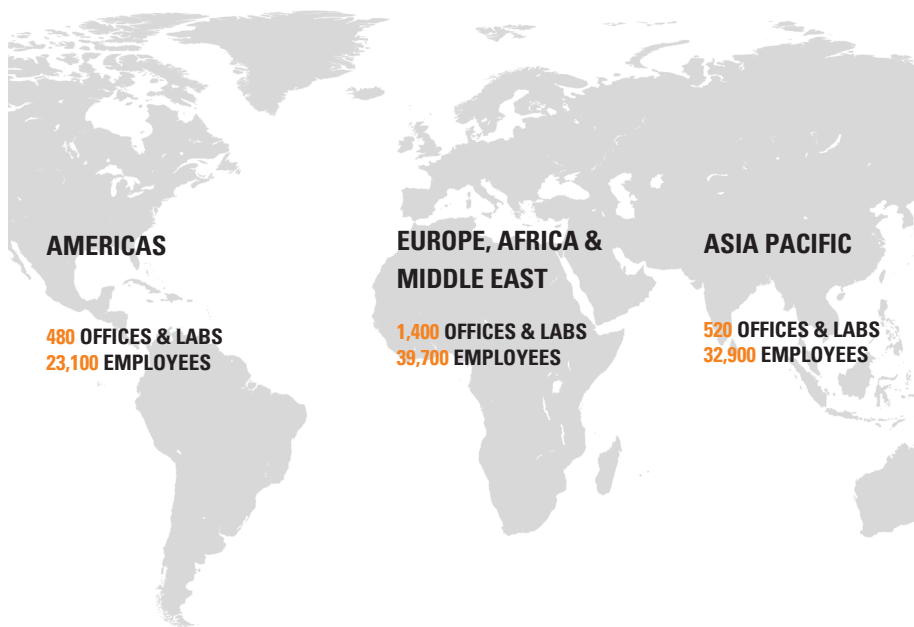 AMERICAS
480 OFFICES & LABS
23,100 EMPLOYEES
EUROPE, AFRICA &
MIDDLE EAST
1,400 OFFICES & LABS
39,700 EMPLOYEES
ASIA PACIFIC
520 OFFICES & LABS
32,900 EMPLOYEES